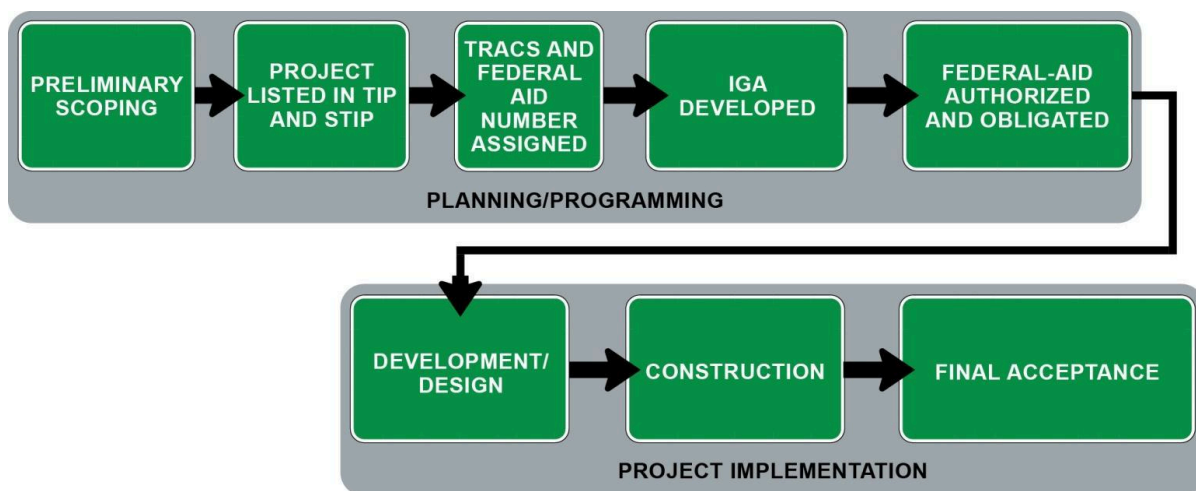 PRELIMINARY
SCOPING
PROJECT
LISTED IN TIP
AND STIP
TRACS AND
FEDERAL
AID
NUMBER
ASSIGNED
IGA
DEVELOPED
FEDERAL-AID
AUTHORIZED
AND OBLIGATED
PLANNING/PROGRAMMING
DEVELOPMENT/
DESIGN
CONSTRUCTION
FINAL ACCEPTANCE
PROJECT IMPLEMENTATION